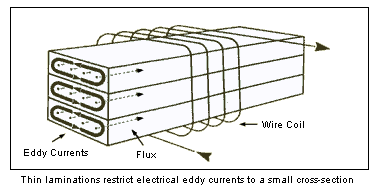 Wire Coil
Eddy Currents
Flux
Thin laminations restrict electrical eddy currents to a small cross-section